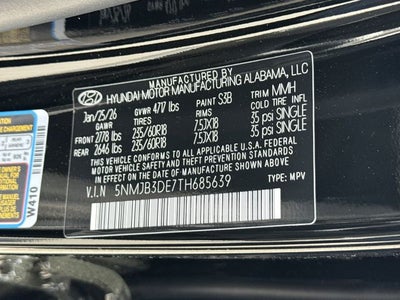 MANUFACTURED BY
HYUNDAI MOTOR MANUFACTURING ALABAMA, LLC
Jan/25/26 GVWR 4717 lbs PAINT S3B TRIM MMH
GAWR TIRES RIMS COLD INFL/
FRONT 2778 lbs 235/60R18 7.5JX18 35 psi SINGLE
REAR 2646 lbs 235/60R18 7.5JX18 35 psi SINGLE
THIS VEHICLE CONFORMS TO ALL APPLICABLE U.S.A. FEDERAL
MOTOR VEHICLE SAFETY, BUMPER, AND THEFT PREVENTION
STANDARDS IN EFFECT ON THE DATE OF MANUFACTURE
V.I.N 5NMJB3DE7TH685639 TYPE: MPV
W410